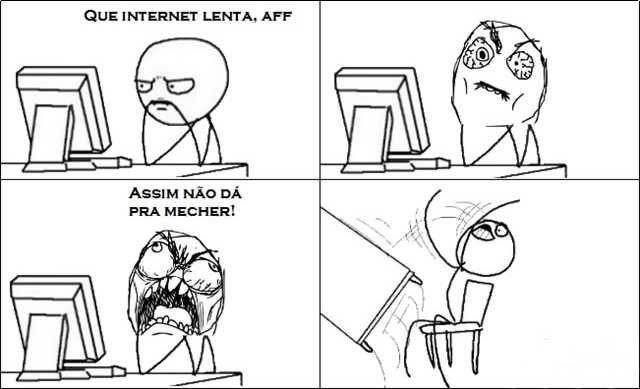 Que internet lenta, aff
Assim não dá
pra mecher!